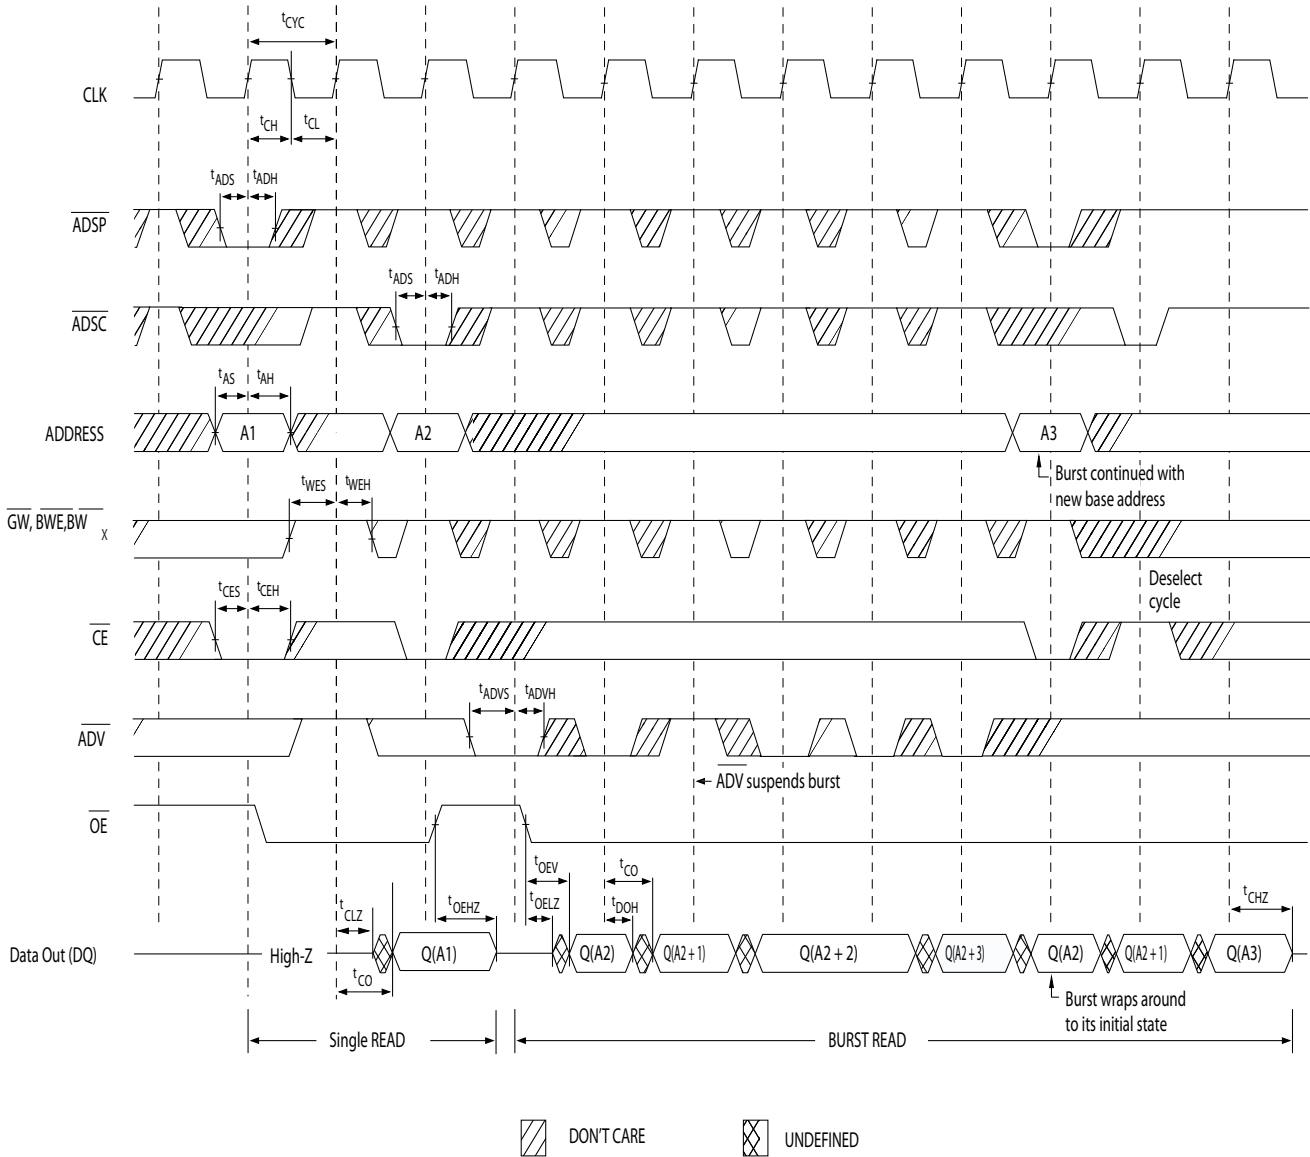 tCYC
CLK
tCH tCL
tADS tADH
ADSP
tADS tADH
ADSC
tAS tAH
ADDRESS A1 A2 A3
Burst continued with
new base address
tWES tWEH
GW, BWE,BW X
Deselect
cycle
tCES tCEH
CE
tADVS tADVH
ADV
ADV suspends burst
OE
tOEV tCO
tCLZ tOEHZ tOELZ tDOH tCHZ
Data Out (DQ) High-Z Q(A1) Q(A2) Q(A2+1) Q(A2 + 2) Q(A2+3) Q(A2) Q(A2+1) Q(A3)
tCO
Burst wraps around
to its initial state
Single READ BURST READ
DON'T CARE UNDEFINED